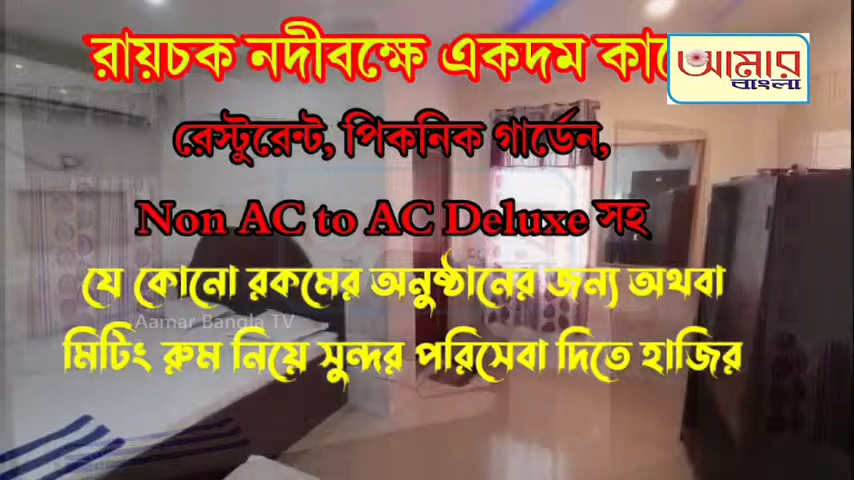 রায়চক নদীবক্ষে একদম
আমার
বাংলা
রেস্টুরেন্ট, পিকনিক গার্ডেন,
Non AC to AC Deluxe সহ
যে কোনো রকমের অনুষ্ঠানের জন্য অথবা
Aamar Bangla TV
মিটিং রুম নিয়ে সুন্দর পরিসেবা দিতে হাজির